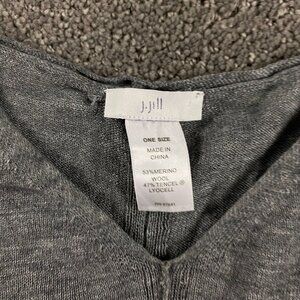 J.Jill
ONE SIZE
MADE IN
CHINA
53%MERINO
WOOL
47%TENCEL®
LYOCELL